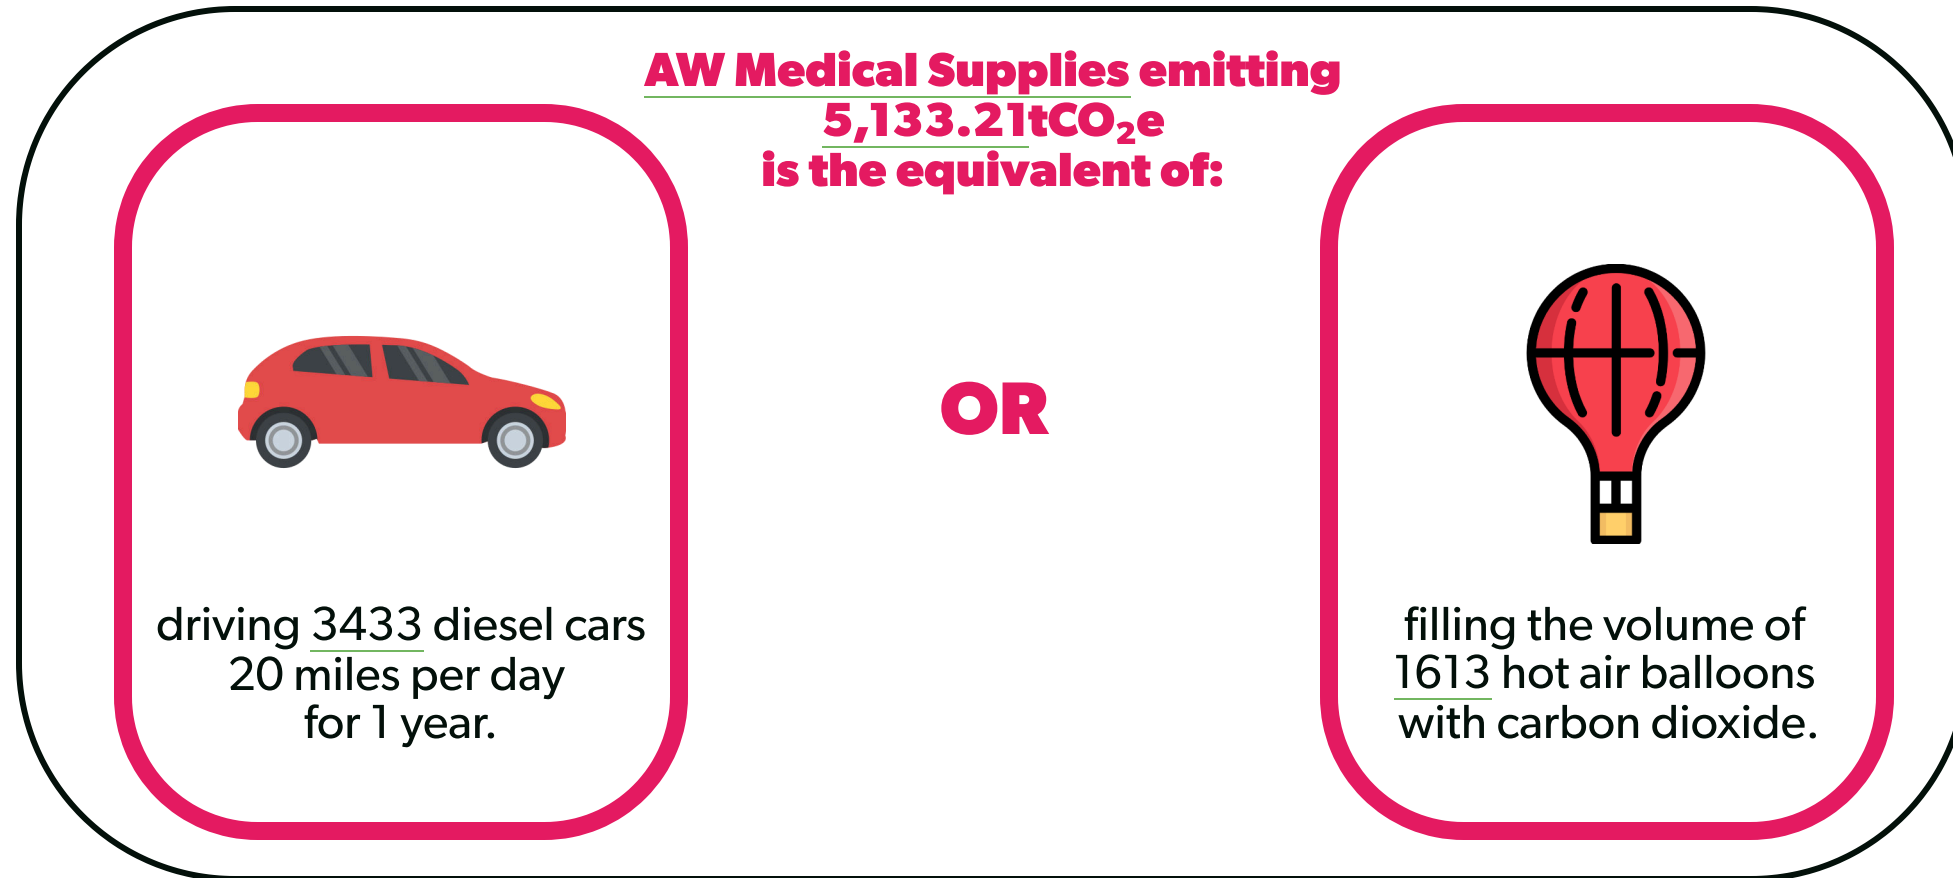 AW Medical Supplies emitting
5,133.21tCO₂e
is the equivalent of:
OR
driving 3433 diesel cars
20 miles per day
for 1 year.
filling the volume of
1613 hot air balloons
with carbon dioxide.